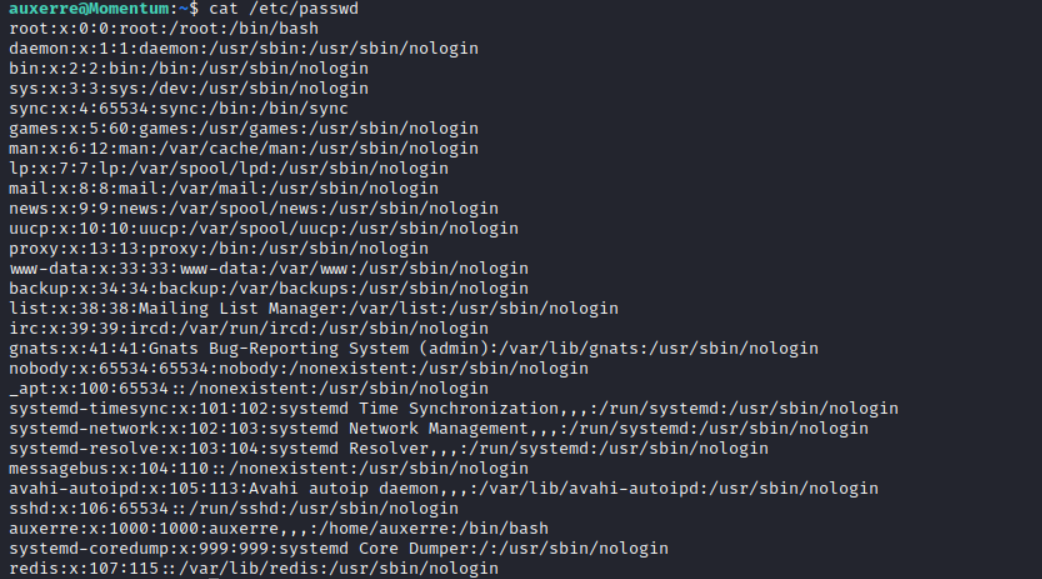 auxerre@Momentum:~$ cat /etc/passwd
root:x:0:0:root:/root:/bin/bash
daemon:x:1:1:daemon:/usr/sbin:/usr/sbin/nologin
bin:x:2:2:bin:/bin:/usr/sbin/nologin
sys:x:3:3:sys:/dev:/usr/sbin/nologin
sync:x:4:65534:sync:/bin:/bin/sync
games:x:5:60:games:/usr/games:/usr/sbin/nologin
man:x:6:12:man:/var/cache/man:/usr/sbin/nologin
lp:x:7:7:lp:/var/spool/lpd:/usr/sbin/nologin
mail:x:8:8:mail:/var/mail:/usr/sbin/nologin
news:x:9:9:news:/var/spool/news:/usr/sbin/nologin
uucp:x:10:10:uucp:/var/spool/uucp:/usr/sbin/nologin
proxy:x:13:13:proxy:/bin:/usr/sbin/nologin
www-data:x:33:33:www-data:/var/www:/usr/sbin/nologin
backup:x:34:34:backup:/var/backups:/usr/sbin/nologin
list:x:38:38:Mailing List Manager:/var/list:/usr/sbin/nologin
irc:x:39:39:ircd:/var/run/ircd:/usr/sbin/nologin
gnats:x:41:41:Gnats Bug-Reporting System (admin):/var/lib/gnats:/usr/sbin/nologin
nobody:x:65534:65534:nobody:/nonexistent:/usr/sbin/nologin
_apt:x:100:65534::/nonexistent:/usr/sbin/nologin
systemd-timesync:x:101:102:systemd Time Synchronization,,,:/run/systemd:/usr/sbin/nologin
systemd-network:x:102:103:systemd Network Management,,,:/run/systemd:/usr/sbin/nologin
systemd-resolve:x:103:104:systemd Resolver,,,:/run/systemd:/usr/sbin/nologin
messagebus:x:104:110::/nonexistent:/usr/sbin/nologin
avahi-autoipd:x:105:113:Avahi autoip daemon,,,:/var/lib/avahi-autoipd:/usr/sbin/nologin
sshd:x:106:65534::/run/sshd:/usr/sbin/nologin
auxerre:x:1000:1000:auxerre,,,:/home/auxerre:/bin/bash
systemd-coredump:x:999:999:systemd Core Dumper:/:/usr/sbin/nologin
redis:x:107:115::/var/lib/redis:/usr/sbin/nologin